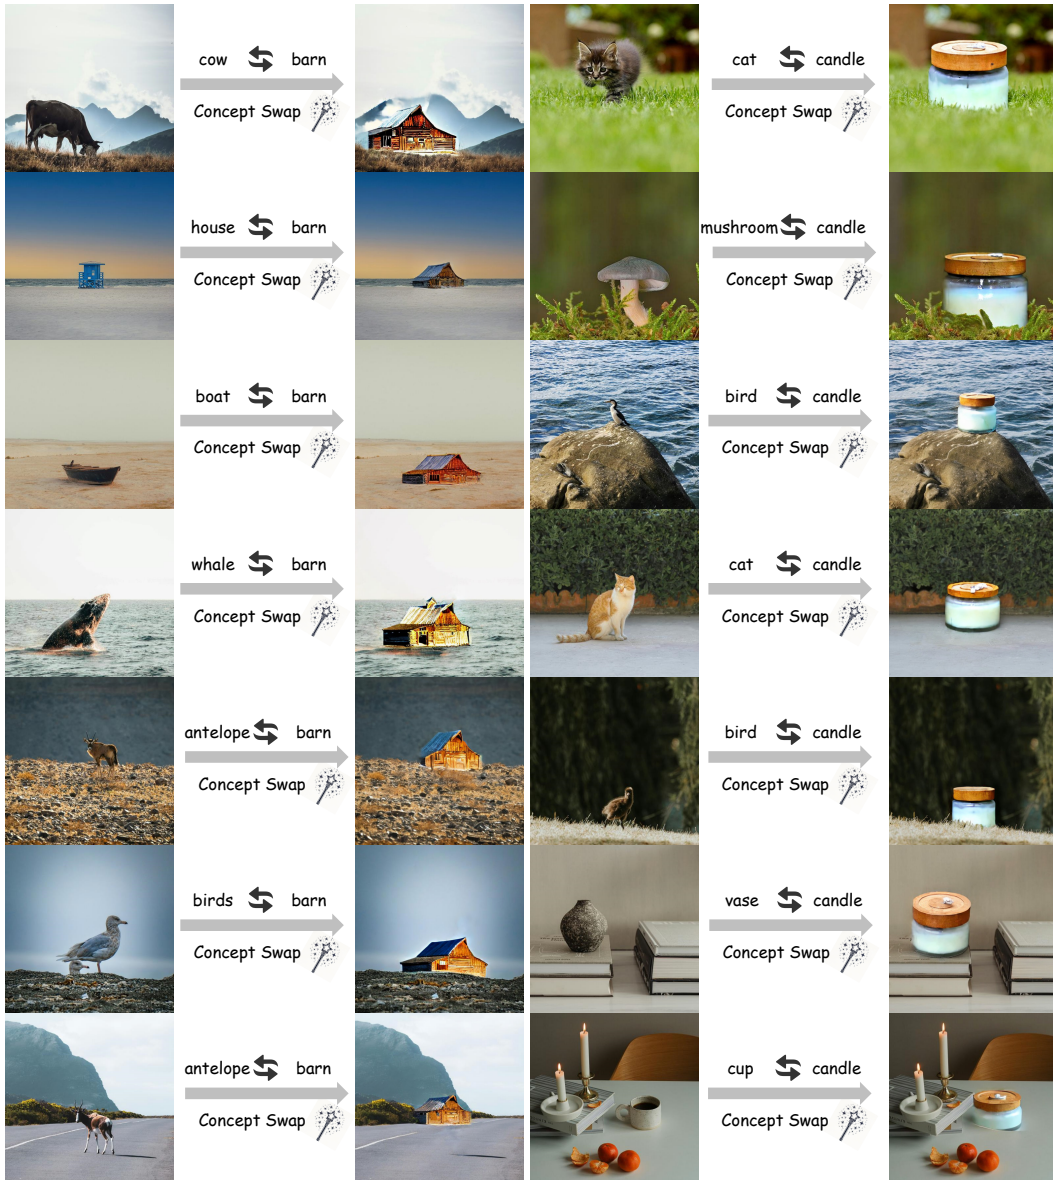 cow barn
Concept Swap
cat candle
Concept Swap
house barn
Concept Swap
mushroom candle
Concept Swap
boat barn
Concept Swap
bird candle
Concept Swap
whale barn
Concept Swap
cat candle
Concept Swap
antelope barn
Concept Swap
bird candle
Concept Swap
birds barn
Concept Swap
vase candle
Concept Swap
antelope barn
Concept Swap
cup candle
Concept Swap